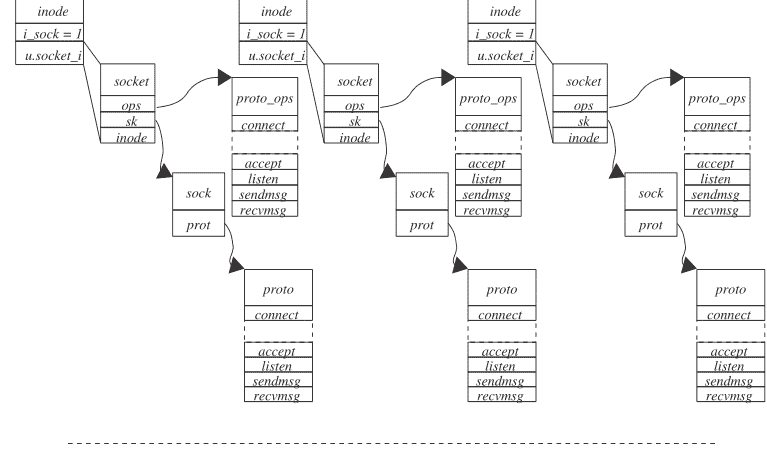 inode
i_sock = 1
u.socket_i
socket
ops
sk
inode
proto_ops
connect
accept
listen
sendmsg
recvmsg
sock
prot
proto
connect
accept
listen
sendmsg
recvmsg
inode
i_sock = 1
u.socket_i
socket
ops
sk
inode
proto_ops
connect
accept
listen
sendmsg
recvmsg
sock
prot
proto
connect
accept
listen
sendmsg
recvmsg
inode
i_sock = 1
u.socket_i
socket
ops
sk
inode
proto_ops
connect
accept
listen
sendmsg
recvmsg
sock
prot
proto
connect
accept
listen
sendmsg
recvmsg